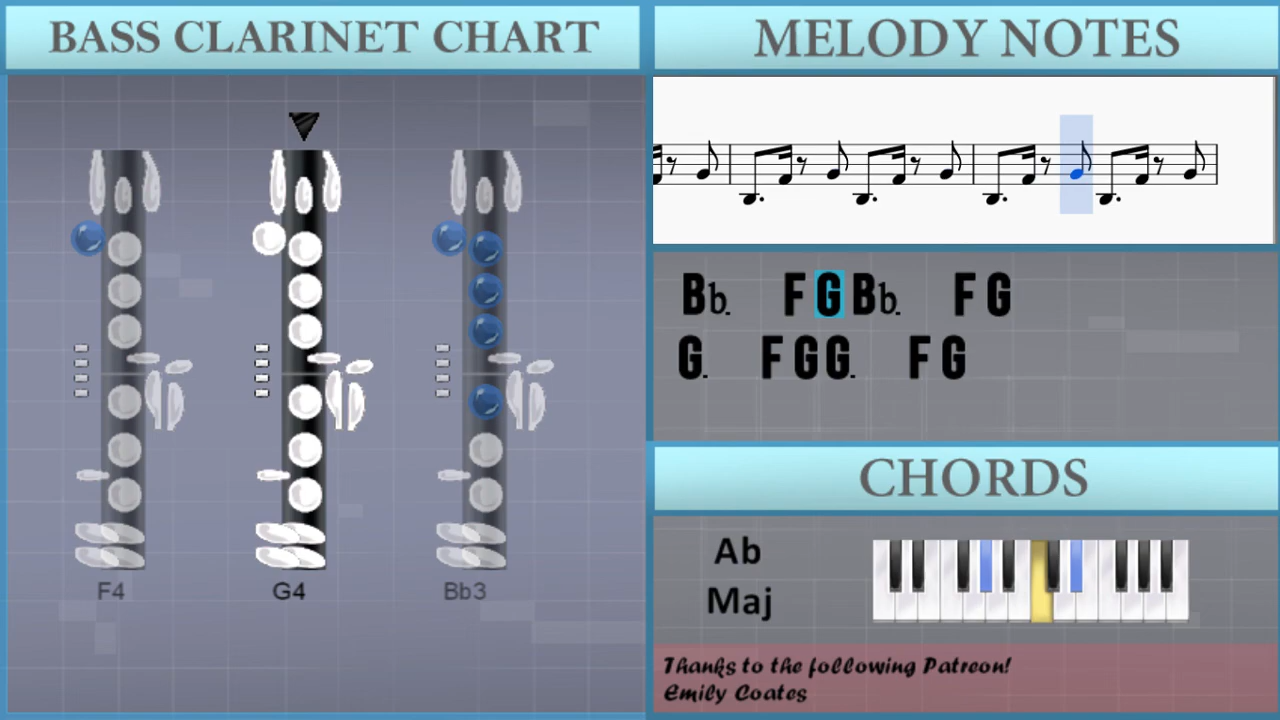 BASS CLARINET CHART
F4
G4
Bb3
MELODY NOTES
Bb. F G Bb. F G
G. F G G. F G
CHORDS
Ab
Maj
Thanks to the following Patreon!
Emily Coates